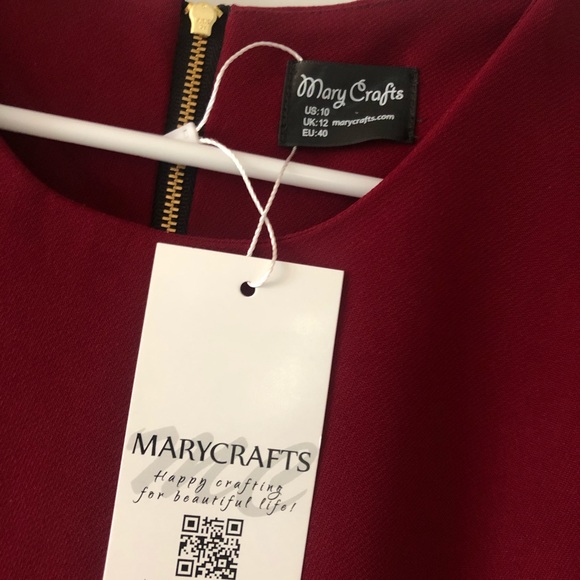 Mary Crafts
US:10
UK:12 marycrafts.com
EU:40
MARYCRAFTS
Happy crafting
for beautiful life!